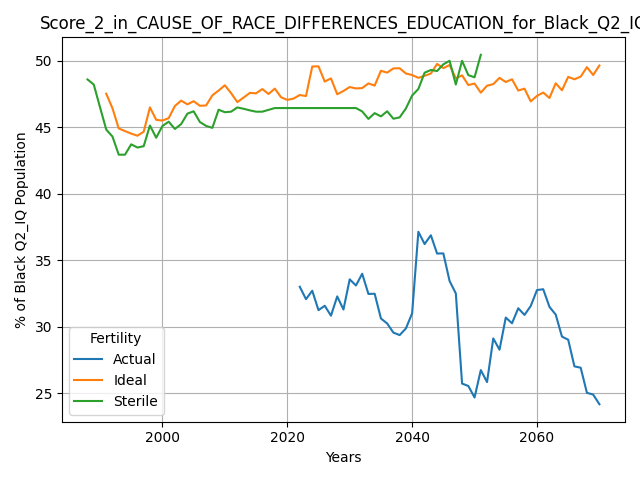 Score_2_in_CAUSE_OF_RACE_DIFFERENCES_EDUCATION_for_Black_Q2_IQ
% of Black Q2_IQ Population
50
45
40
35
30
25
Fertility
Actual
Ideal
Sterile
2000 2020 2040 2060
Years